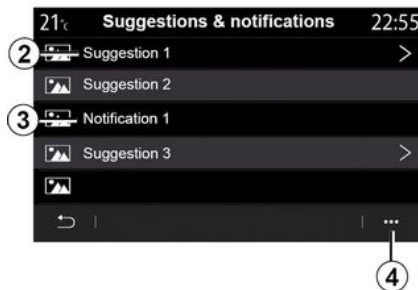 21°c Suggestions & notifications 22:55
2 Suggestion 1
Suggestion 2
3 Notification 1
Suggestion 3
4